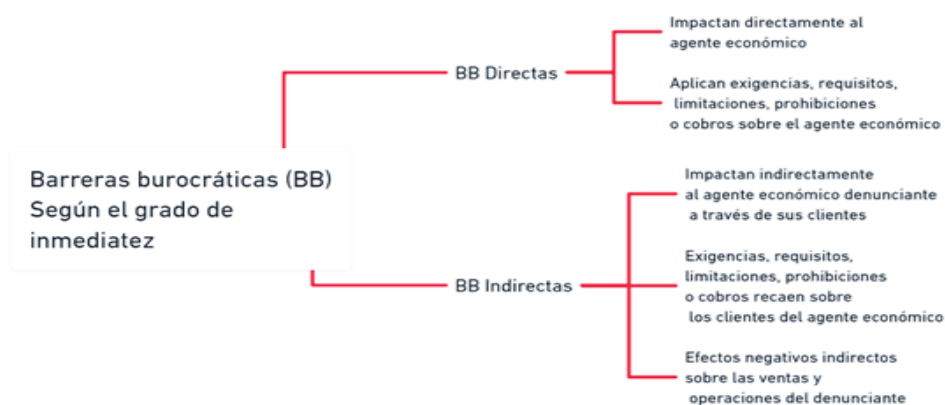 Barreras burocráticas (BB)
Según el grado de
inmediatez
BB Directas
Impactan directamente al
agente económico
Aplican exigencias, requisitos,
limitaciones, prohibiciones
o cobros sobre el agente económico
BB Indirectas
Impactan indirectamente
al agente económico denunciante
a través de sus clientes
Exigencias, requisitos,
limitaciones, prohibiciones
o cobros recaen sobre
los clientes del agente económico
Efectos negativos indirectos
sobre las ventas y
operaciones del denunciante